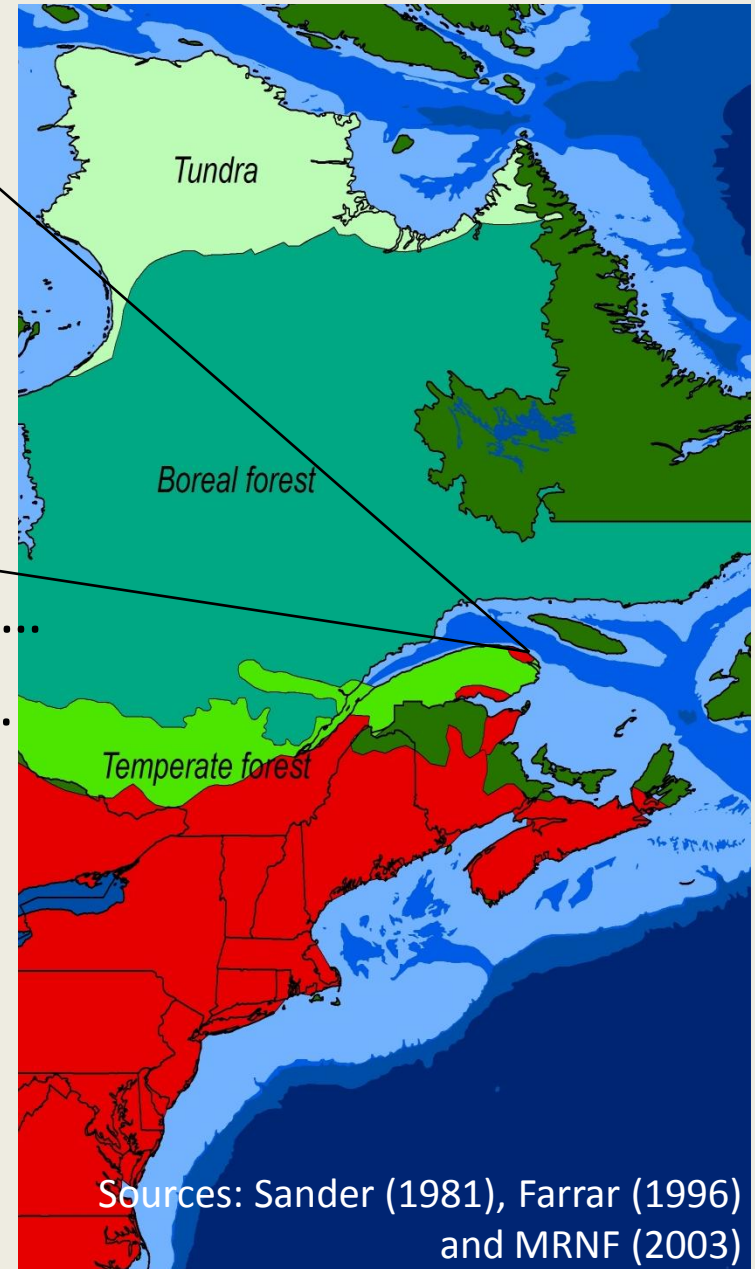 Tundra
Boreal forest
...
.
Temperate forest
Sources: Sander (1981), Farrar (1996)
and MRNF (2003)